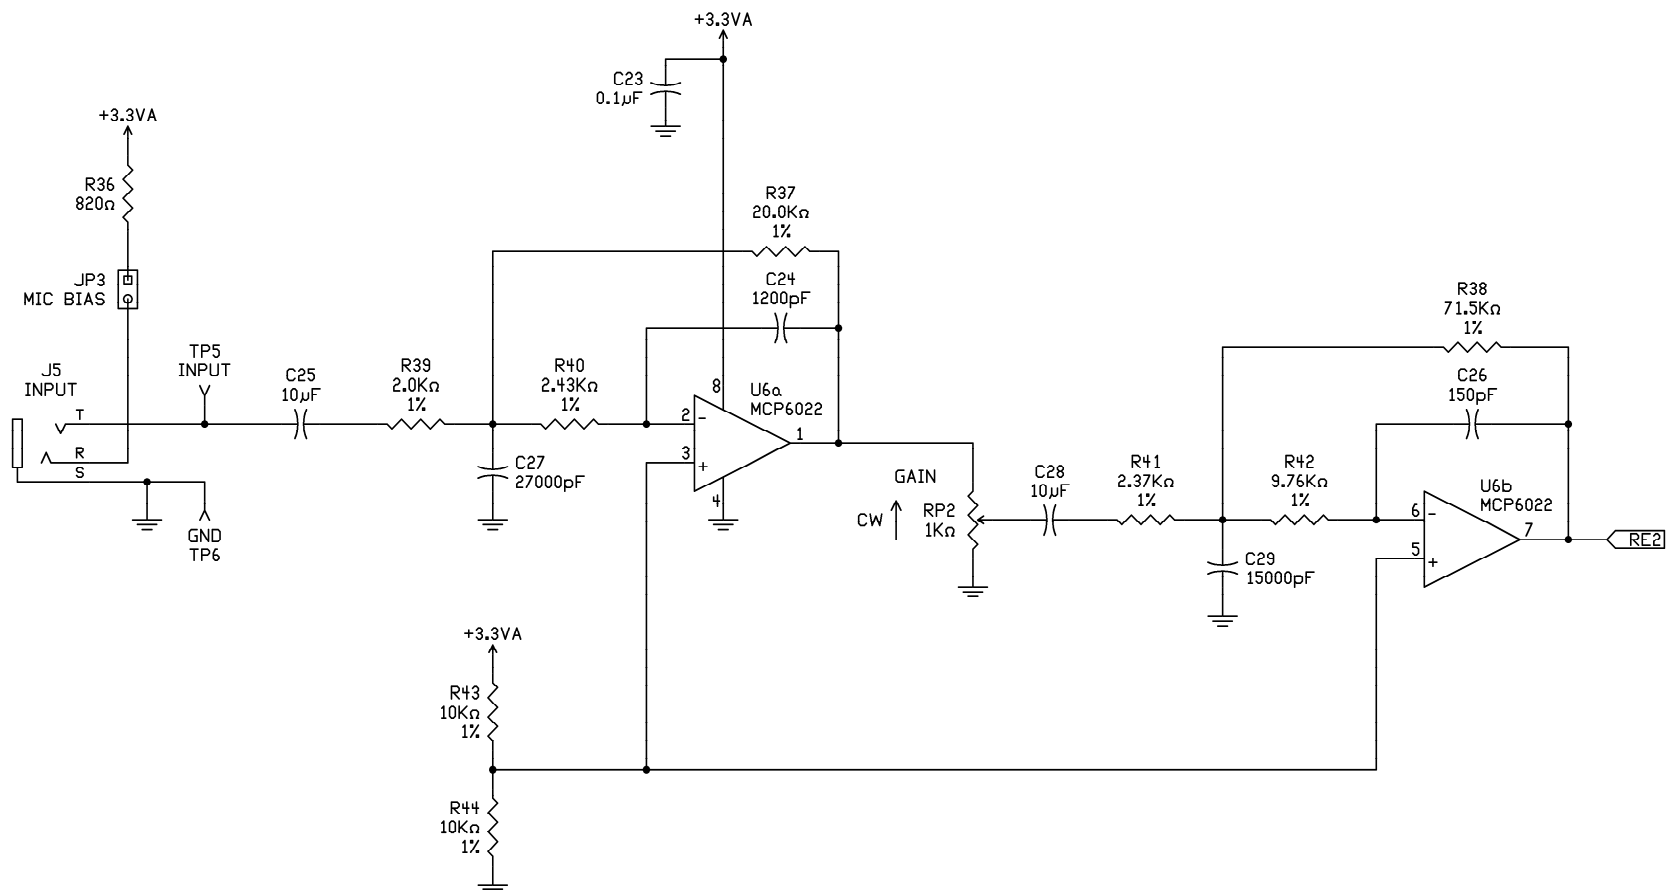 +3.3VA
C23
0.1µF
+3.3VA
R36
820Ω
JP3
MIC BIAS
R37
20.0KΩ
1%
C24
1200pF
R38
71.5KΩ
1%
J5
INPUT
T
R
S
TP5
INPUT
C25
10µF
R39
2.0KΩ
1%
R40
2.43KΩ
1%
8
U6a
MCP6022
2
-
3
+
1
4
C26
150pF
C27
27000pF
GND
TP6
GAIN
CW
RP2
1KΩ
C28
10µF
R41
2.37KΩ
1%
R42
9.76KΩ
1%
U6b
MCP6022
6
-
5
+
7
RE2
C29
15000pF
+3.3VA
R43
10KΩ
1%
R44
10KΩ
1%